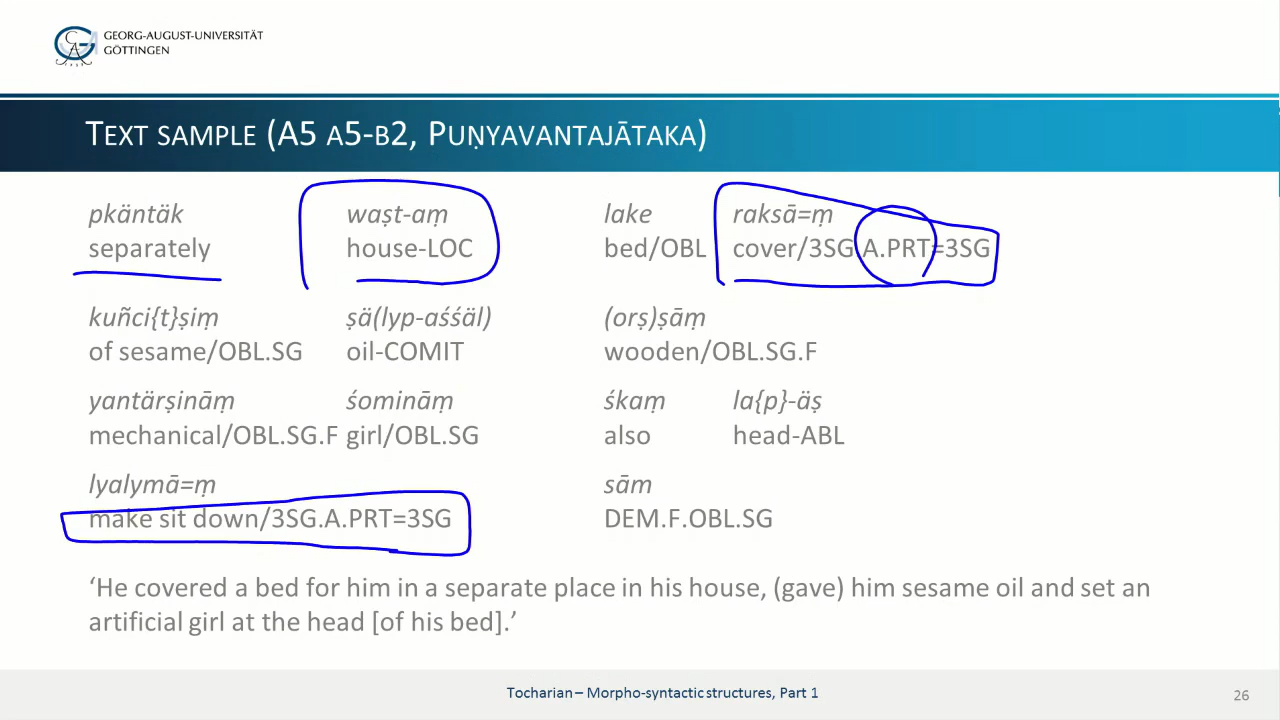 GEORG-AUGUST-UNIVERSITÄT
GÖTTINGEN
TEXT SAMPLE (A5 A5-B2, PUṆYAVANTAJĀTAKA)
pkäntäk waṣt-aṃ lake raksā=ṃ
separately house-LOC bed/OBL cover/3SG.A.PRT=3SG
kuñci{t}ṣiṃ ṣä(lyp-aśśäl) (orṣ)ṣāṃ
of sesame/OBL.SG oil-COMIT wooden/OBL.SG.F
yantärṣināṃ śomināṃ śkaṃ la{p}-äṣ
mechanical/OBL.SG.F girl/OBL.SG also head-ABL
lyalymā=ṃ sām
make sit down/3SG.A.PRT=3SG DEM.F.OBL.SG
‘He covered a bed for him in a separate place in his house, (gave) him sesame oil and set an
artificial girl at the head [of his bed].’
Tocharian – Morpho-syntactic structures, Part 1
26